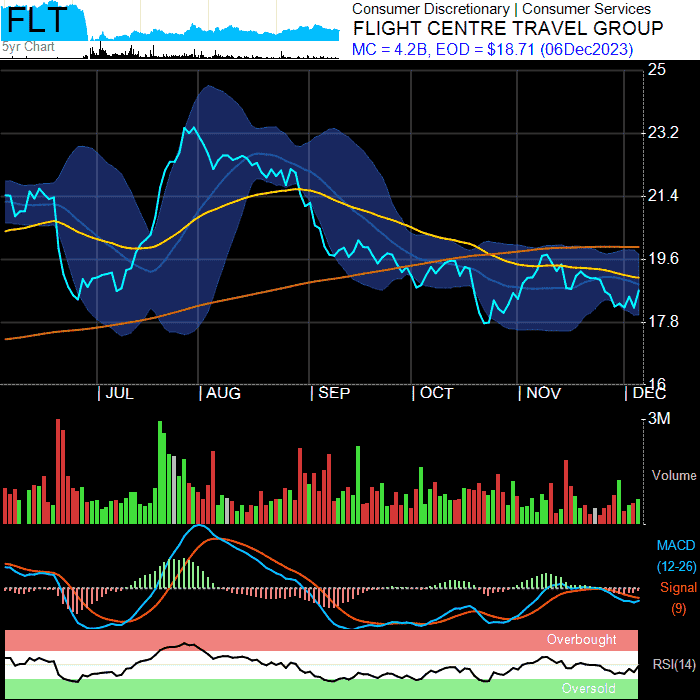 FLT
5yr Chart
Consumer Discretionary | Consumer Services
FLIGHT CENTRE TRAVEL GROUP
MC = 4.2B, EOD = $18.71 (06Dec2023)
25
23.2
21.4
19.6
17.8
16
| JUL | AUG | SEP | OCT | NOV | DEC
3M
Volume
MACD
(12-26)
Signal
(9)
Overbought
RSI(14)
Oversold